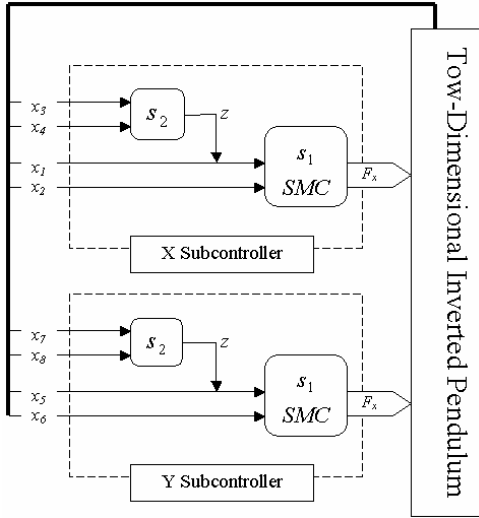 x3
x4
s2
z
x1
x2
s1
SMC
Fx
X Subcontroller
x7
x8
s2
z
x5
x6
s1
SMC
Fx
Y Subcontroller
Tow-Dimensional Inverted Pendulum